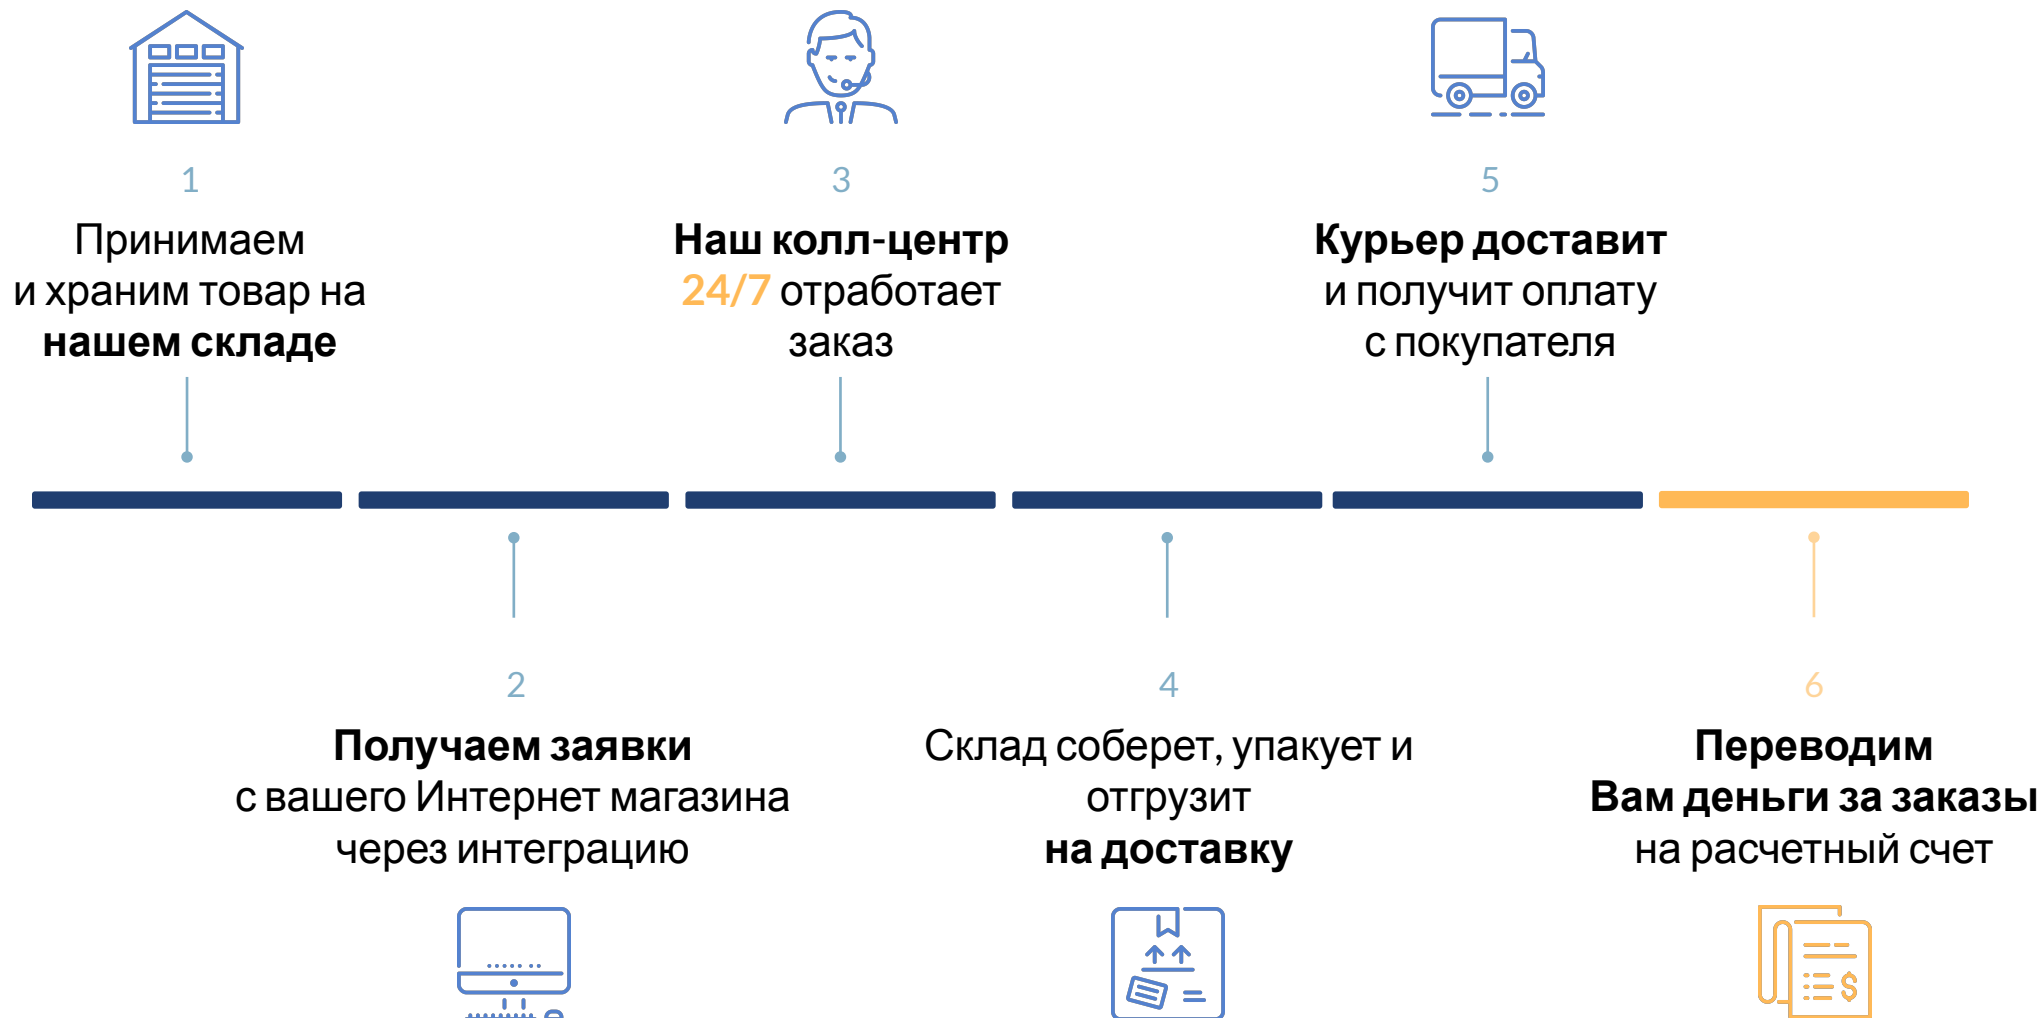 1
Принимаем
и храним товар на
нашем складе
2
Получаем заявки
с вашего Интернет магазина
через интеграцию
3
Наш колл-центр
24/7 отработает
заказ
4
Склад соберет, упакует и
отгрузит
на доставку
5
Курьер доставит
и получит оплату
с покупателя
6
Переводим
Вам деньги за заказы
на расчетный счет
$